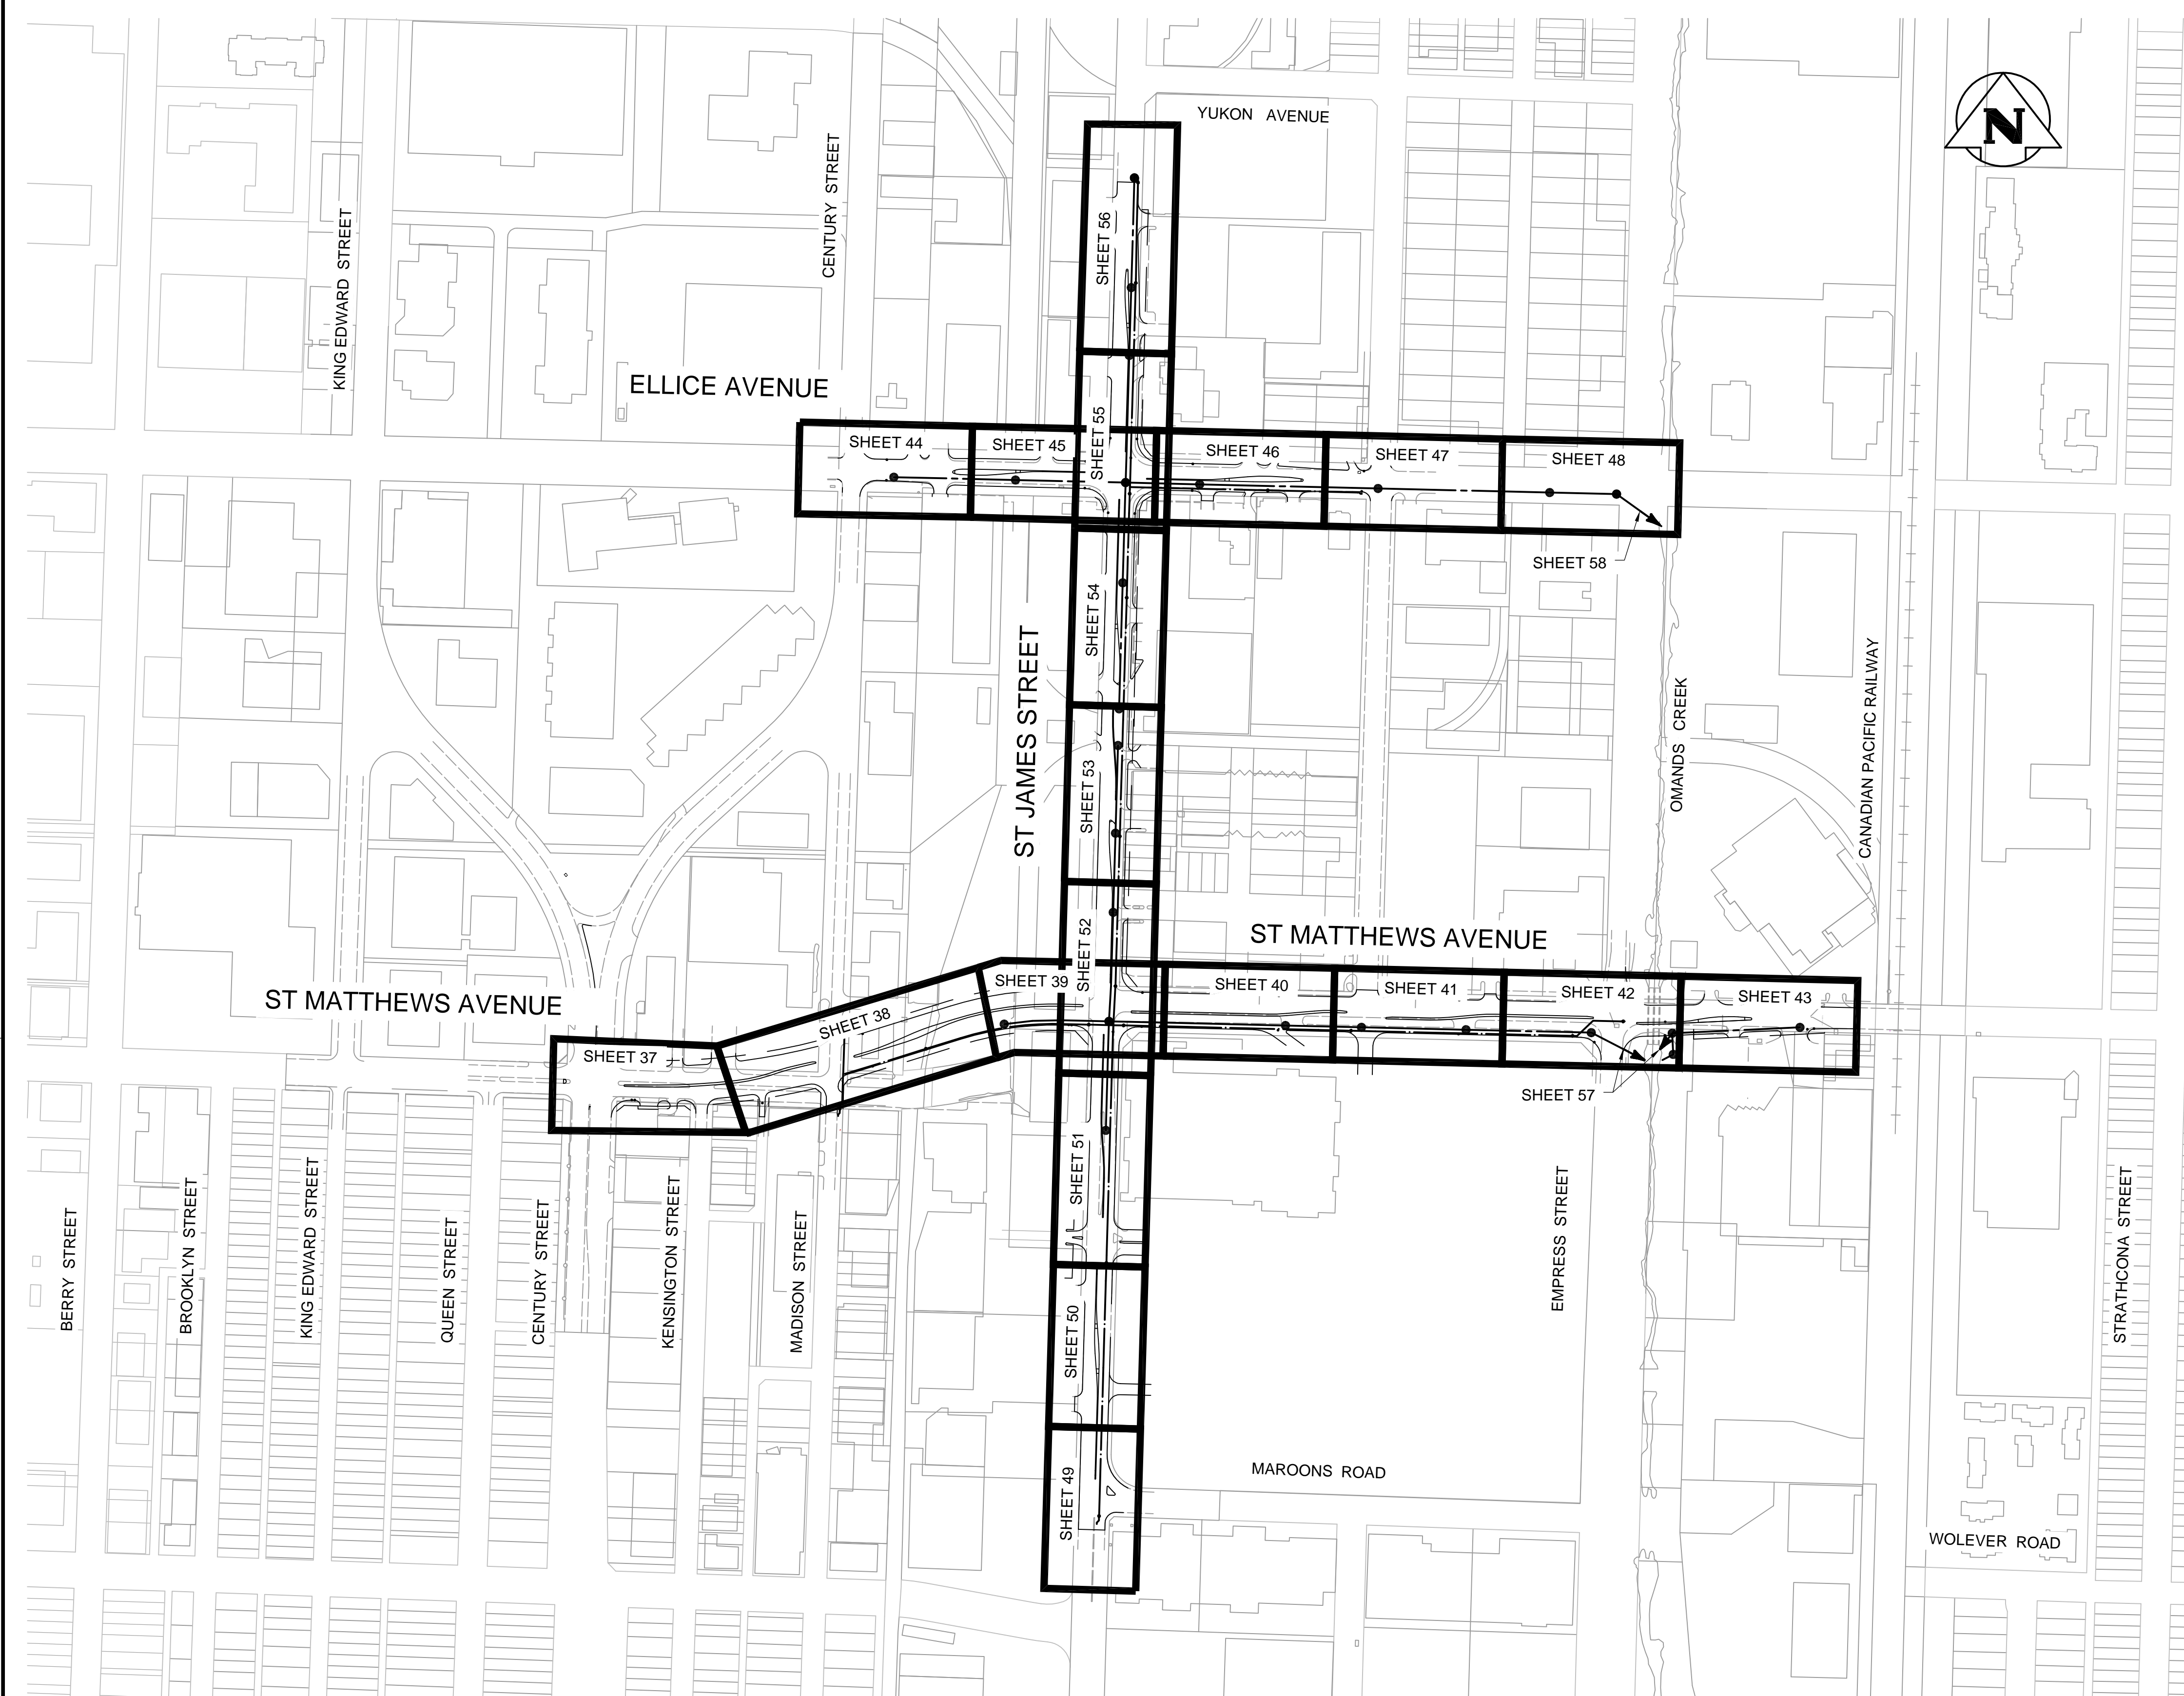 YUKON AVENUE
N
CENTURY STREET
KING EDWARD STREET
SHEET 56
ELLICE AVENUE
SHEET 55
SHEET 44
SHEET 45
SHEET 46
SHEET 47
SHEET 48
SHEET 58
SHEET 54
ST JAMES STREET
OMANDS CREEK
CANADIAN PACIFIC RAILWAY
SHEET 53
ST MATTHEWS AVENUE
SHEET 52
ST MATTHEWS AVENUE
SHEET 37
SHEET 38
SHEET 39
SHEET 40
SHEET 41
SHEET 42
SHEET 43
SHEET 57
SHEET 51
BERRY STREET
BROOKLYN STREET
KING EDWARD STREET
QUEEN STREET
CENTURY STREET
KENSINGTON STREET
MADISON STREET
EMPRESS STREET
STRATHCONA STREET
SHEET 50
MAROONS ROAD
SHEET 49
WOLEVER ROAD